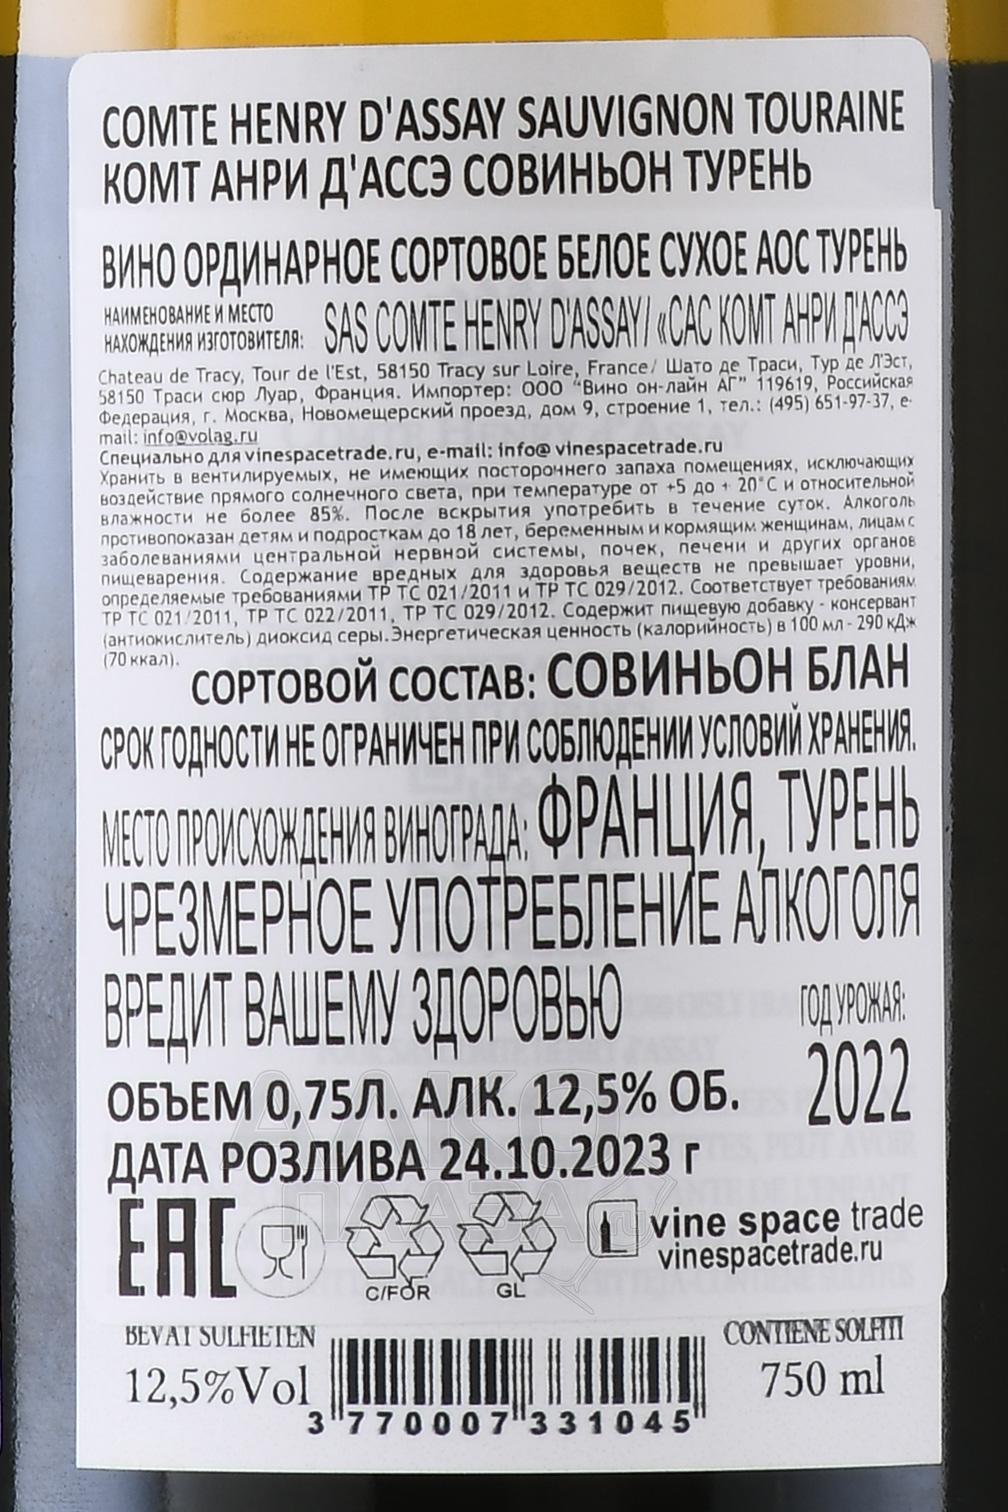 COMTE HENRY D'ASSAY SAUVIGNON TOURAINE
КОМТ АНРИ Д'АССЭ СОВИНЬОН ТУРЕНЬ
ВИНО ОРДИНАРНОЕ СОРТОВОЕ БЕЛОЕ СУХОЕ АОС ТУРЕНЬ
НАИМЕНОВАНИЕ И МЕСТО
НАХОЖДЕНИЯ ИЗГОТОВИТЕЛЯ: SAS COMTE HENRY D'ASSAY/ «САС КОМТ АНРИ Д'АССЭ
Chateau de Tracy, Tour de l'Est, 58150 Tracy sur Loire, France/ Шато де Траси, Тур де Л'Эст,
58150 Траси сюр Луар, Франция. Импортер: ООО "Вино он-лайн АГ" 119619, Российская
Федерация, г. Москва, Новомещерский проезд, дом 9, строение 1, тел.: (495) 651-97-37, e-
mail: info@volag.ru
Специально для vinespacetrade.ru, e-mail: info@ vinespacetrade.ru
Хранить в вентилируемых, не имеющих постороннего запаха помещениях, исключающих
воздействие прямого солнечного света, при температуре от +5 до + 20°С и относительной
влажности не более 85%. После вскрытия употребить в течение суток. Алкоголь
противопоказан детям и подросткам до 18 лет, беременным и кормящим женщинам, лицам с
заболеваниями центральной нервной системы, почек, печени и других органов
пищеварения. Содержание вредных для здоровья веществ не превышает уровни,
определяемые требованиями ТР ТС 021/2011 и ТР ТС 029/2012. Соответствует требованиям
ТР ТС 021/2011, ТР ТС 022/2011, ТР ТС 029/2012. Содержит пищевую добавку - консервант
(антиокислитель) диоксид серы.Энергетическая ценность (калорийность) в 100 мл - 290 кДж
(70 ккал).
СОРТОВОЙ СОСТАВ: СОВИНЬОН БЛАН
СРОК ГОДНОСТИ НЕ ОГРАНИЧЕН ПРИ СОБЛЮДЕНИИ УСЛОВИЙ ХРАНЕНИЯ.
МЕСТО ПРОИСХОЖДЕНИЯ ВИНОГРАДА: ФРАНЦИЯ, ТУРЕНЬ
ЧРЕЗМЕРНОЕ УПОТРЕБЛЕНИЕ АЛКОГОЛЯ
ВРЕДИТ ВАШЕМУ ЗДОРОВЬЮ
ГОД УРОЖАЯ:
2022
ОБЪЕМ 0,75Л. АЛК. 12,5% ОБ.
ДАТА РОЗЛИВА 24.10.2023 г
EAC
C/FOR
GL
vine space trade
vinespacetrade.ru
BEVAT SULFIETEN
CONTIENE SOLFITI
12,5%Vol
750 ml
3 770007 331045